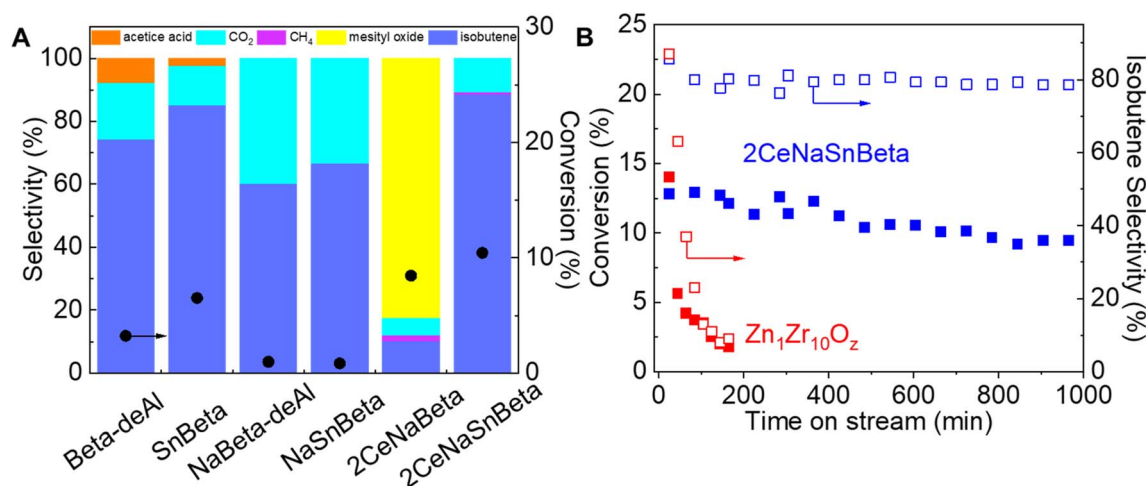 A
acetice acid CO₂ CH₄ mesityl oxide isobutene
Selectivity (%)
100
80
60
40
20
0
Conversion (%)
30
20
10
0
Beta-deAl
SnBeta
NaBeta-deAl
NaSnBeta
2CeNaBeta
2CeNaSnBeta
B
Conversion (%)
25
20
15
10
5
0
2CeNaSnBeta
Zn₁Zr₁₀O_z
Isobutene Selectivity (%)
80
60
40
20
0
0 200 400 600 800 1000
Time on stream (min)